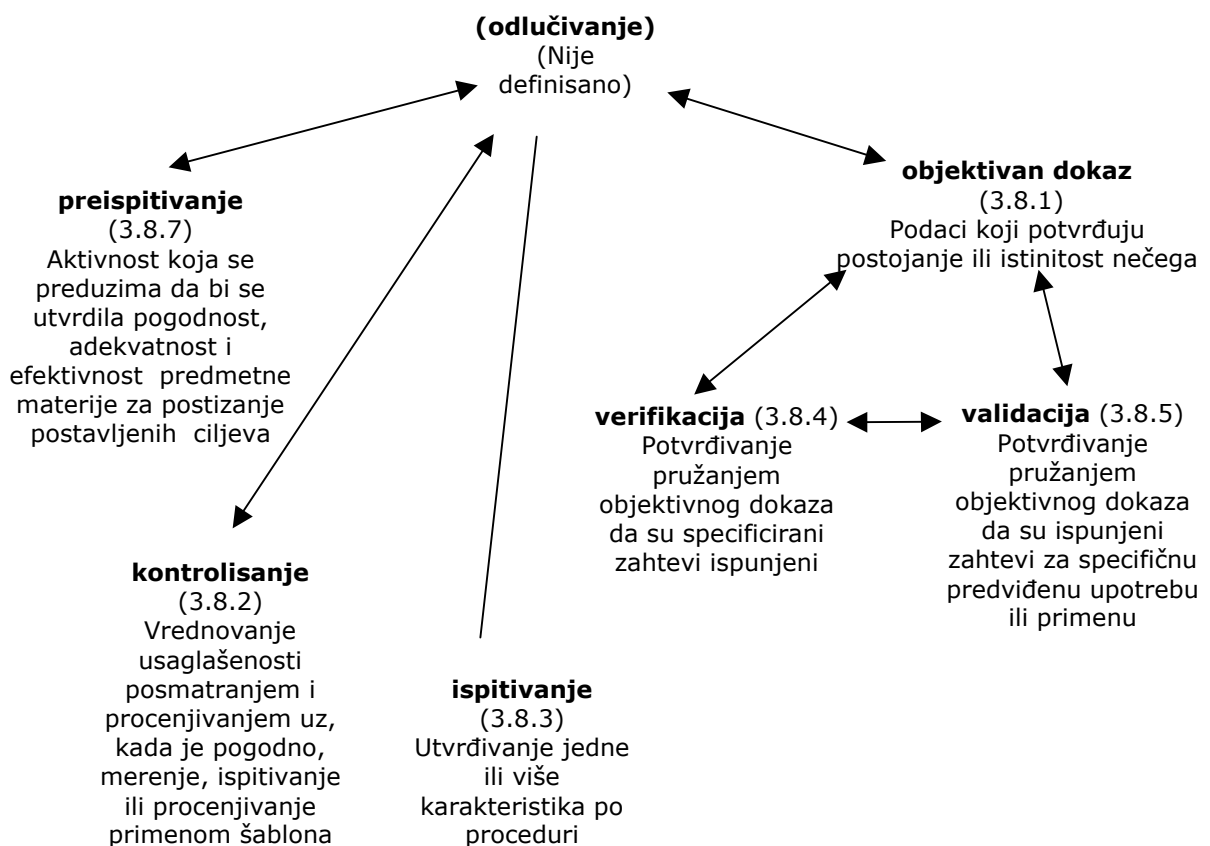 (odlučivanje)
(Nije
definisano)
objektivan dokaz
(3.8.1)
Podaci koji potvrđuju
postojanje ili istinitost nečega
preispitivanje
(3.8.7)
Aktivnost koja se
preduzima da bi se
utvrdila pogodnost,
adekvatnost i
efektivnost predmetne
materije za postizanje
postavljenih ciljeva
verifikacija (3.8.4)
Potvrđivanje
pružanjem
objektivnog dokaza
da su specificirani
zahtevi ispunjeni
validacija (3.8.5)
Potvrđivanje
pružanjem
objektivnog dokaza
da su ispunjeni
zahtevi za specifičnu
predviđenu upotrebu
ili primenu
kontrolisanje
(3.8.2)
Vrednovanje
usaglašenosti
posmatranjem i
procenjivanjem uz,
kada je pogodno,
merenje, ispitivanje
ili procenjivanje
primenom šablona
ispitivanje
(3.8.3)
Utvrđivanje jedne
ili više
karakteristika po
proceduri